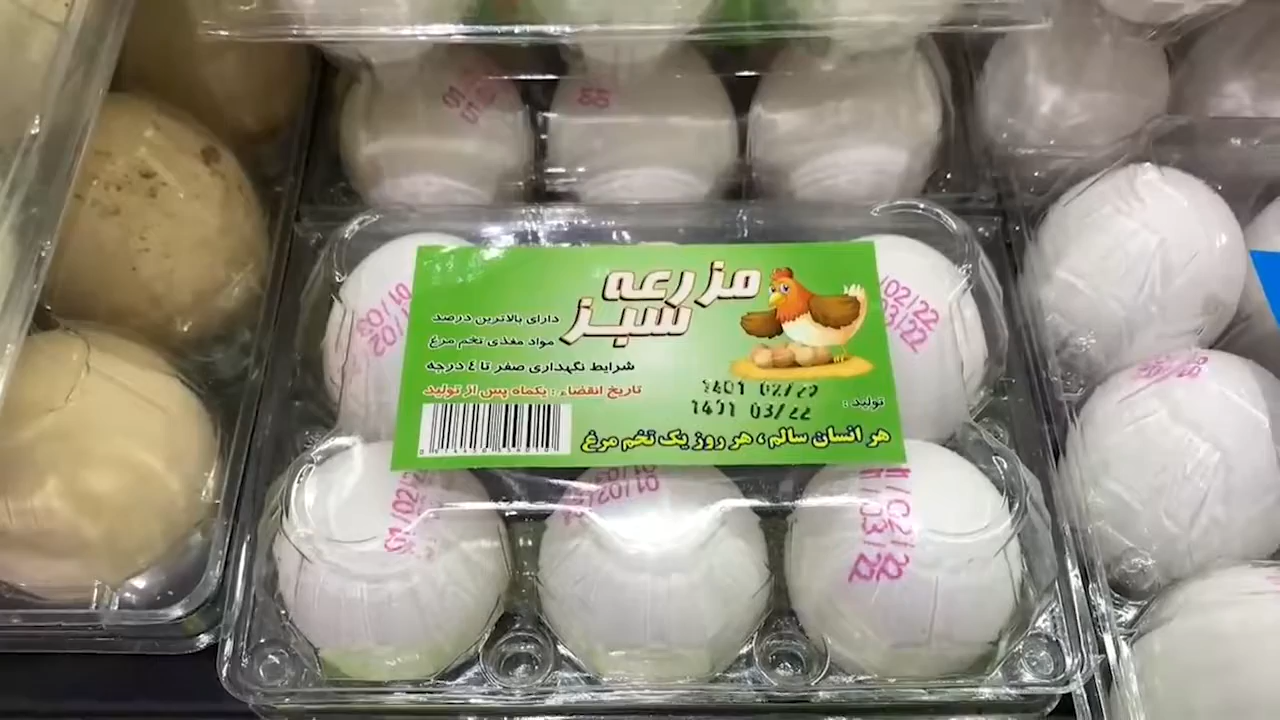 مزرعه
سبز
دارای بالاترین درصد
مواد مغذی تخم مرغ
شرایط نگهداری صفر تا ٤ درجه
تاریخ انقضاء : یکماه پس از تولید
تولید :
1401 02/22
1401 03/22
هر انسان سالم ، هر روز یک تخم مرغ